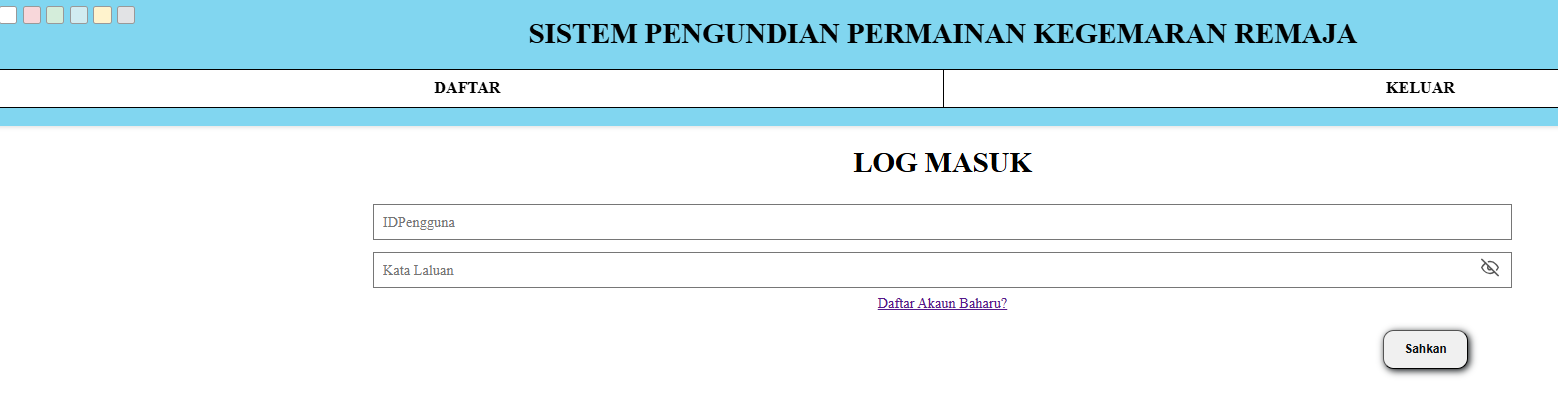 SISTEM PENGUNDIAN PERMAINAN KEGEMARAN REMAJA
DAFTAR
KELUAR
LOG MASUK
IDPengguna
Kata Laluan
Daftar Akaun Baharu?
Sahkan